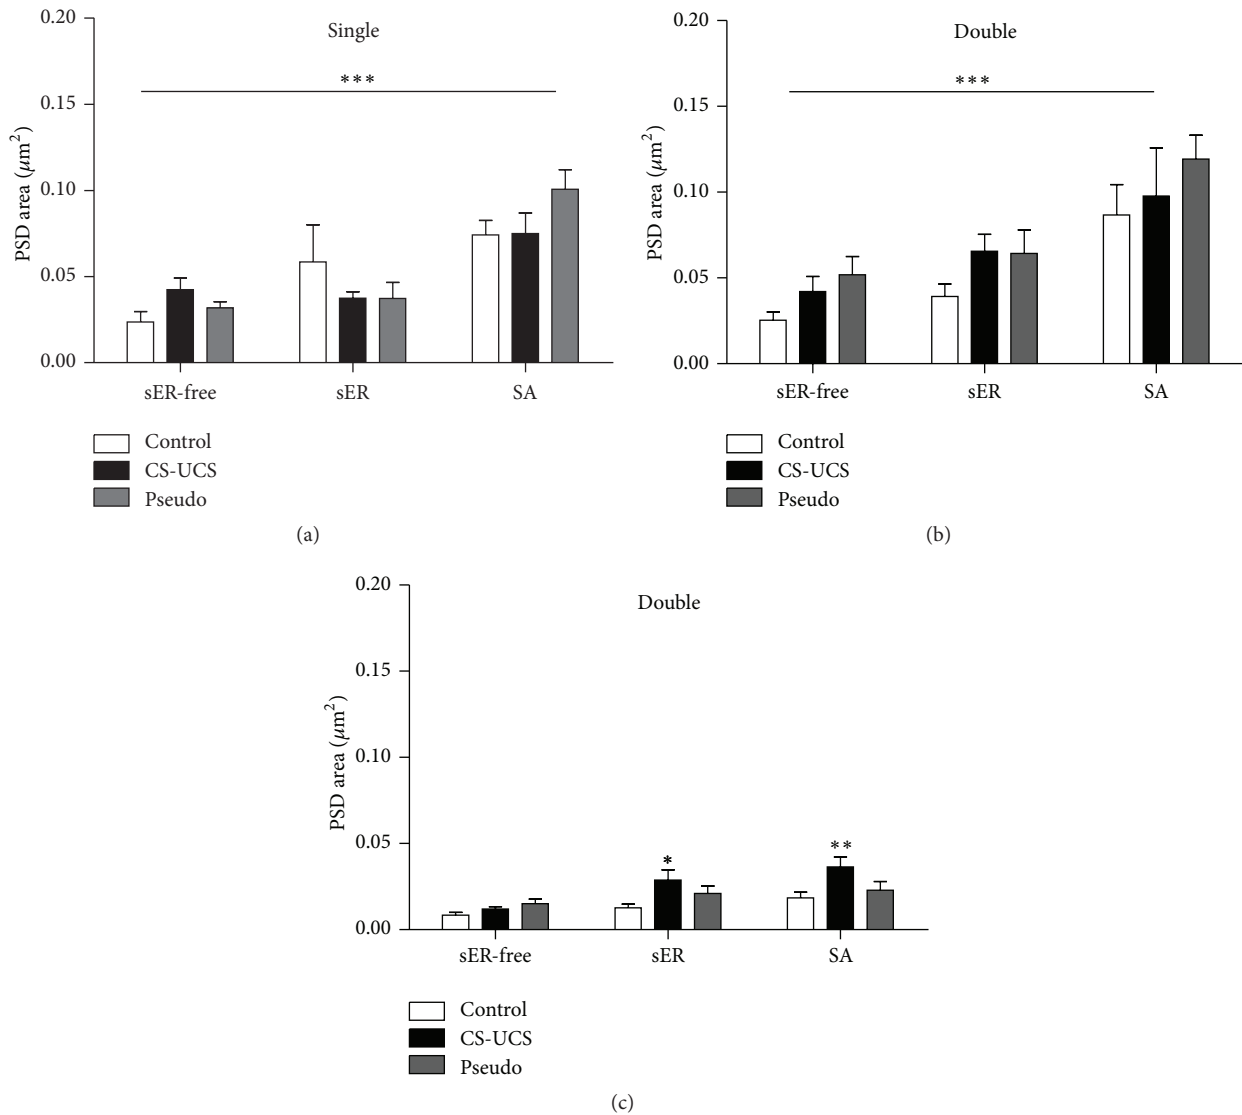 Single
***
PSD area (μm²)
0.20
0.15
0.10
0.05
0.00
sER-free sER SA
Control
CS-UCS
Pseudo
(a)
Double
***
PSD area (μm²)
0.20
0.15
0.10
0.05
0.00
sER-free sER SA
Control
CS-UCS
Pseudo
(b)
Double
PSD area (μm²)
0.20
0.15
0.10
0.05
0.00
* **
sER-free sER SA
Control
CS-UCS
Pseudo
(c)